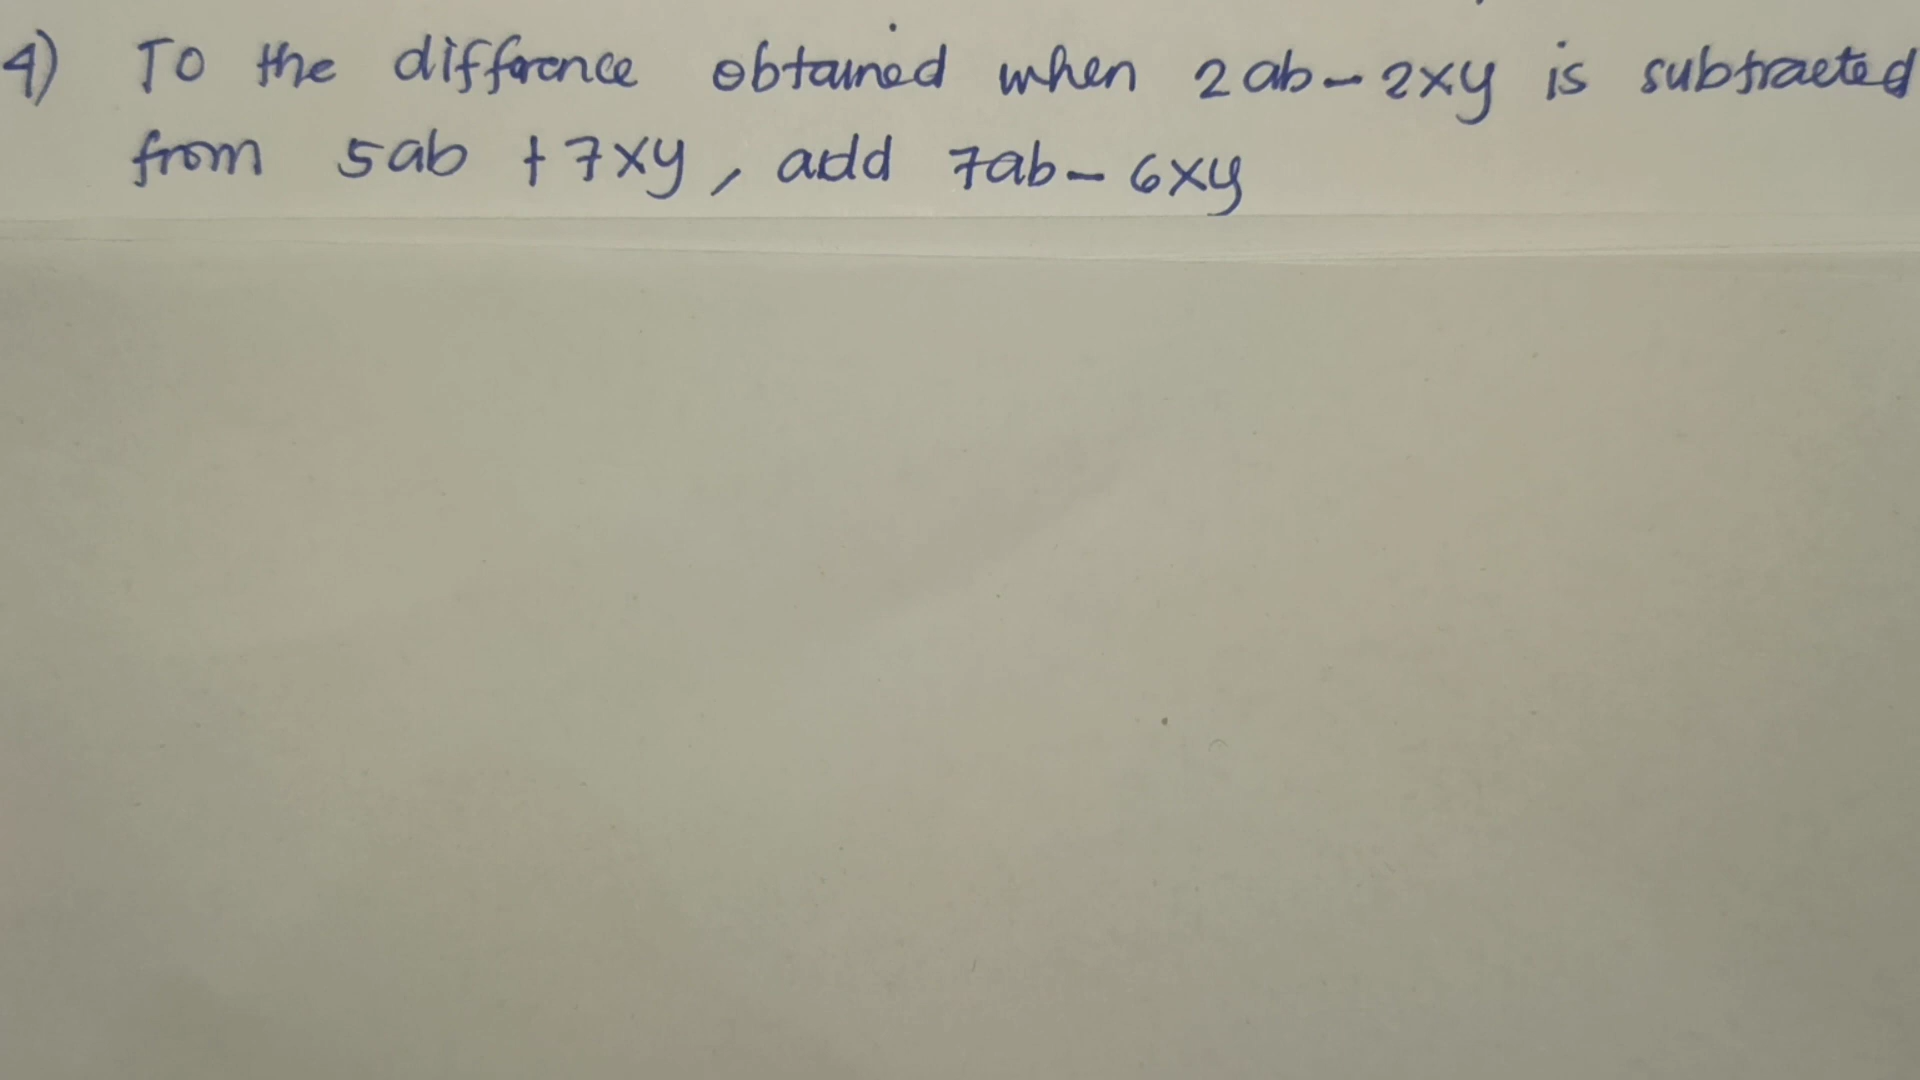 4) To the difference obtained when 2ab - 2xy is subtracted
from 5ab + 7xy, add 7ab - 6xy